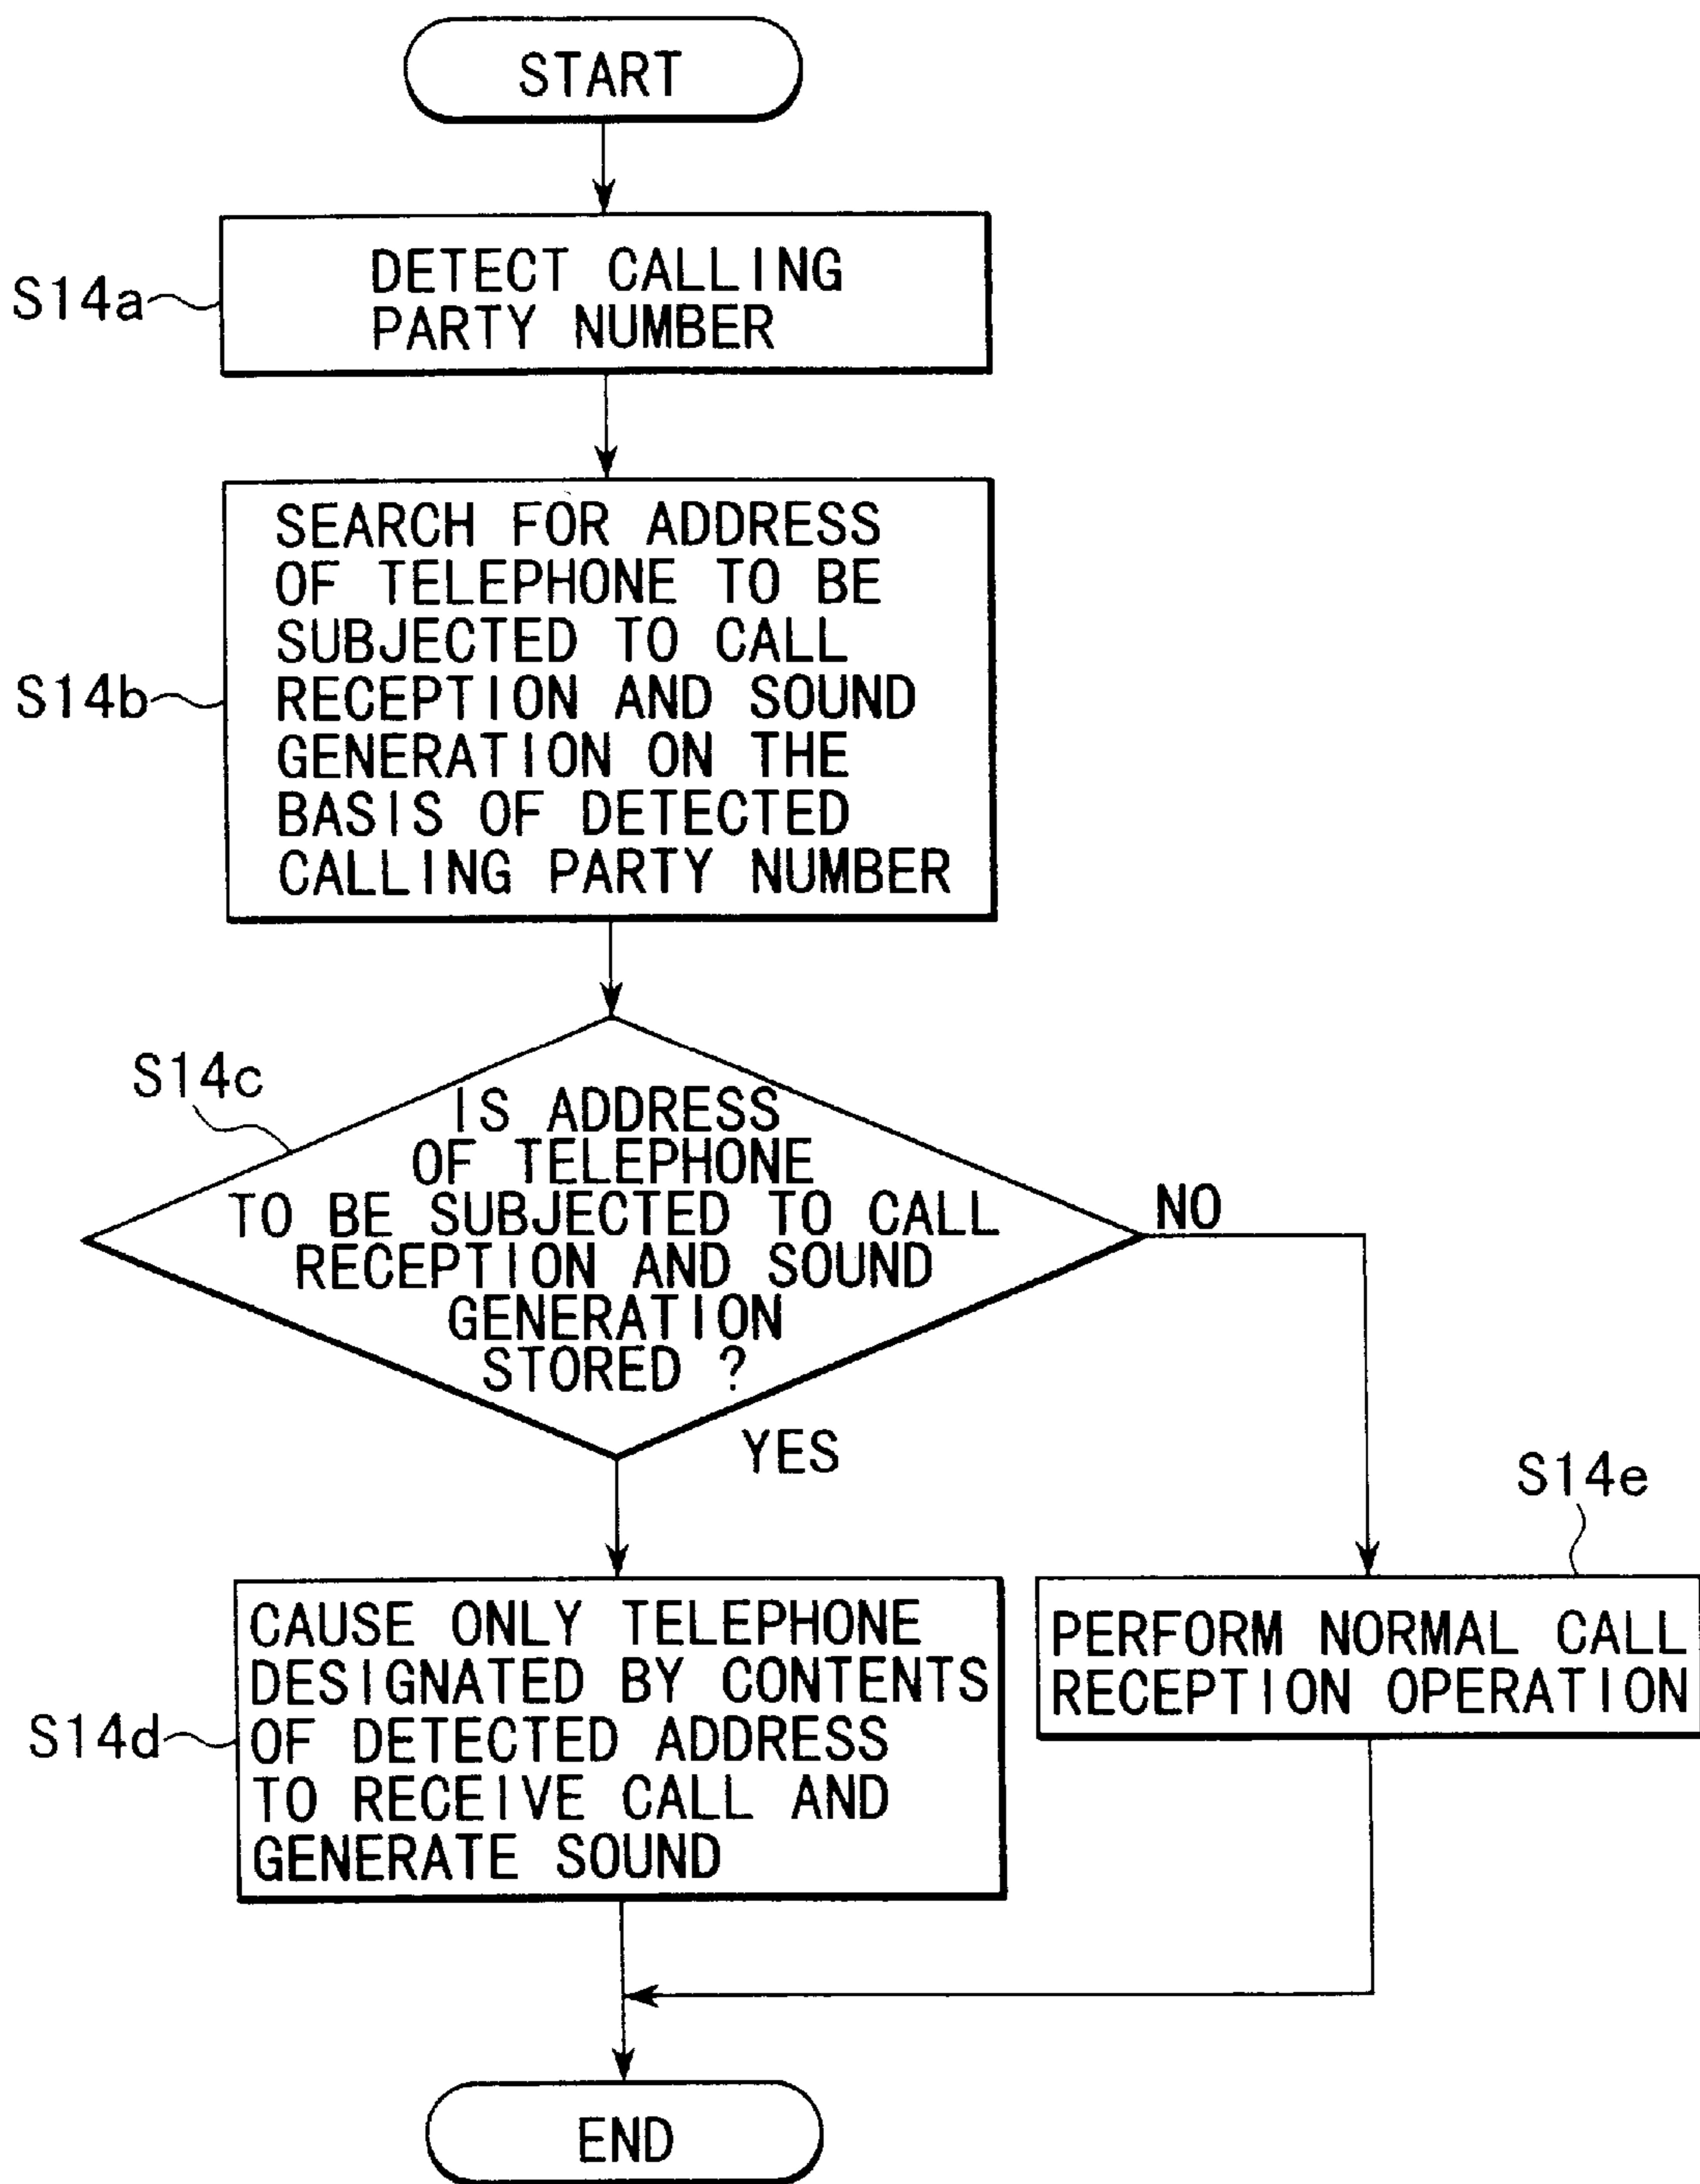 START
S14a
DETECT CALLING
PARTY NUMBER
S14b
SEARCH FOR ADDRESS
OF TELEPHONE TO BE
SUBJECTED TO CALL
RECEPTION AND SOUND
GENERATION ON THE
BASIS OF DETECTED
CALLING PARTY NUMBER
S14c
IS ADDRESS
OF TELEPHONE
TO BE SUBJECTED TO CALL
RECEPTION AND SOUND
GENERATION
STORED ?
NO
YES
S14d
CAUSE ONLY TELEPHONE
DESIGNATED BY CONTENTS
OF DETECTED ADDRESS
TO RECEIVE CALL AND
GENERATE SOUND
S14e
PERFORM NORMAL CALL
RECEPTION OPERATION
END